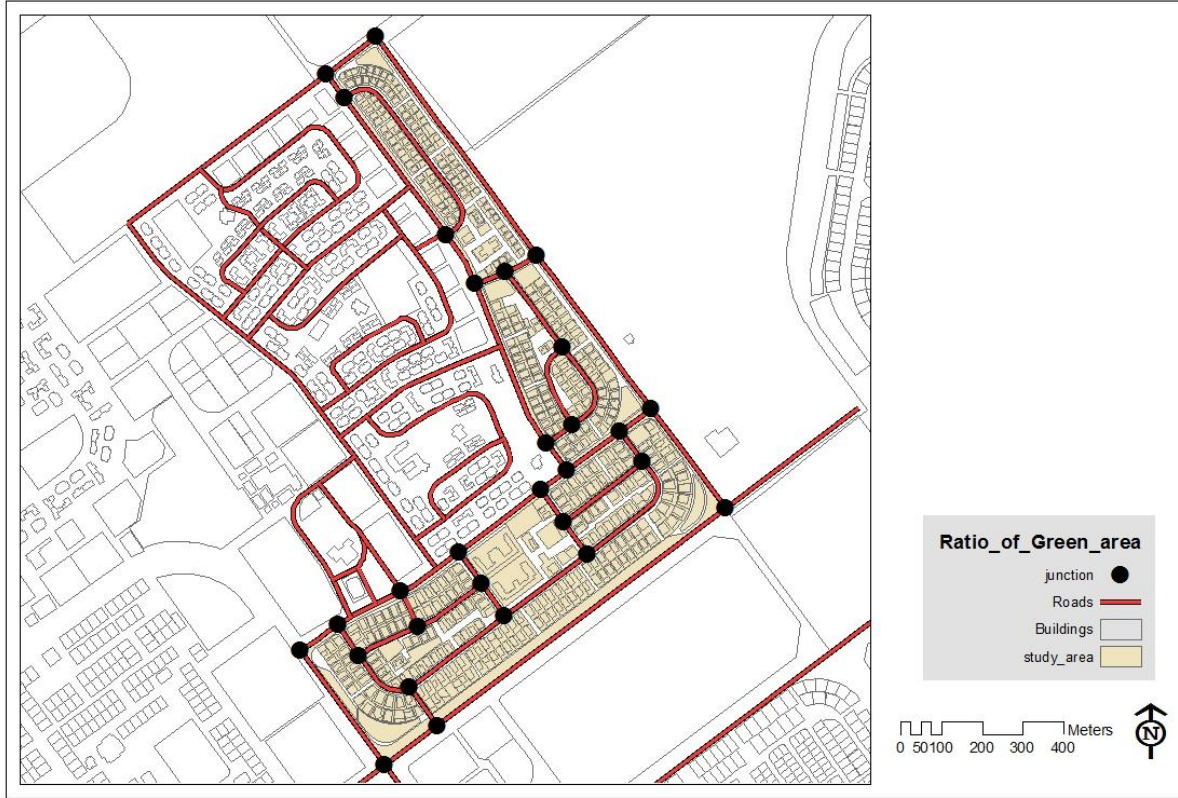 Ratio_of_Green_area
junction
Roads
Buildings
study_area
Meters
0 50100 200 300 400
N